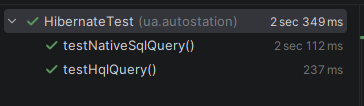 HibernateTest (ua.autostation) 2 sec 349 ms
testNativeSqlQuery() 2 sec 112 ms
testHqlQuery() 237 ms